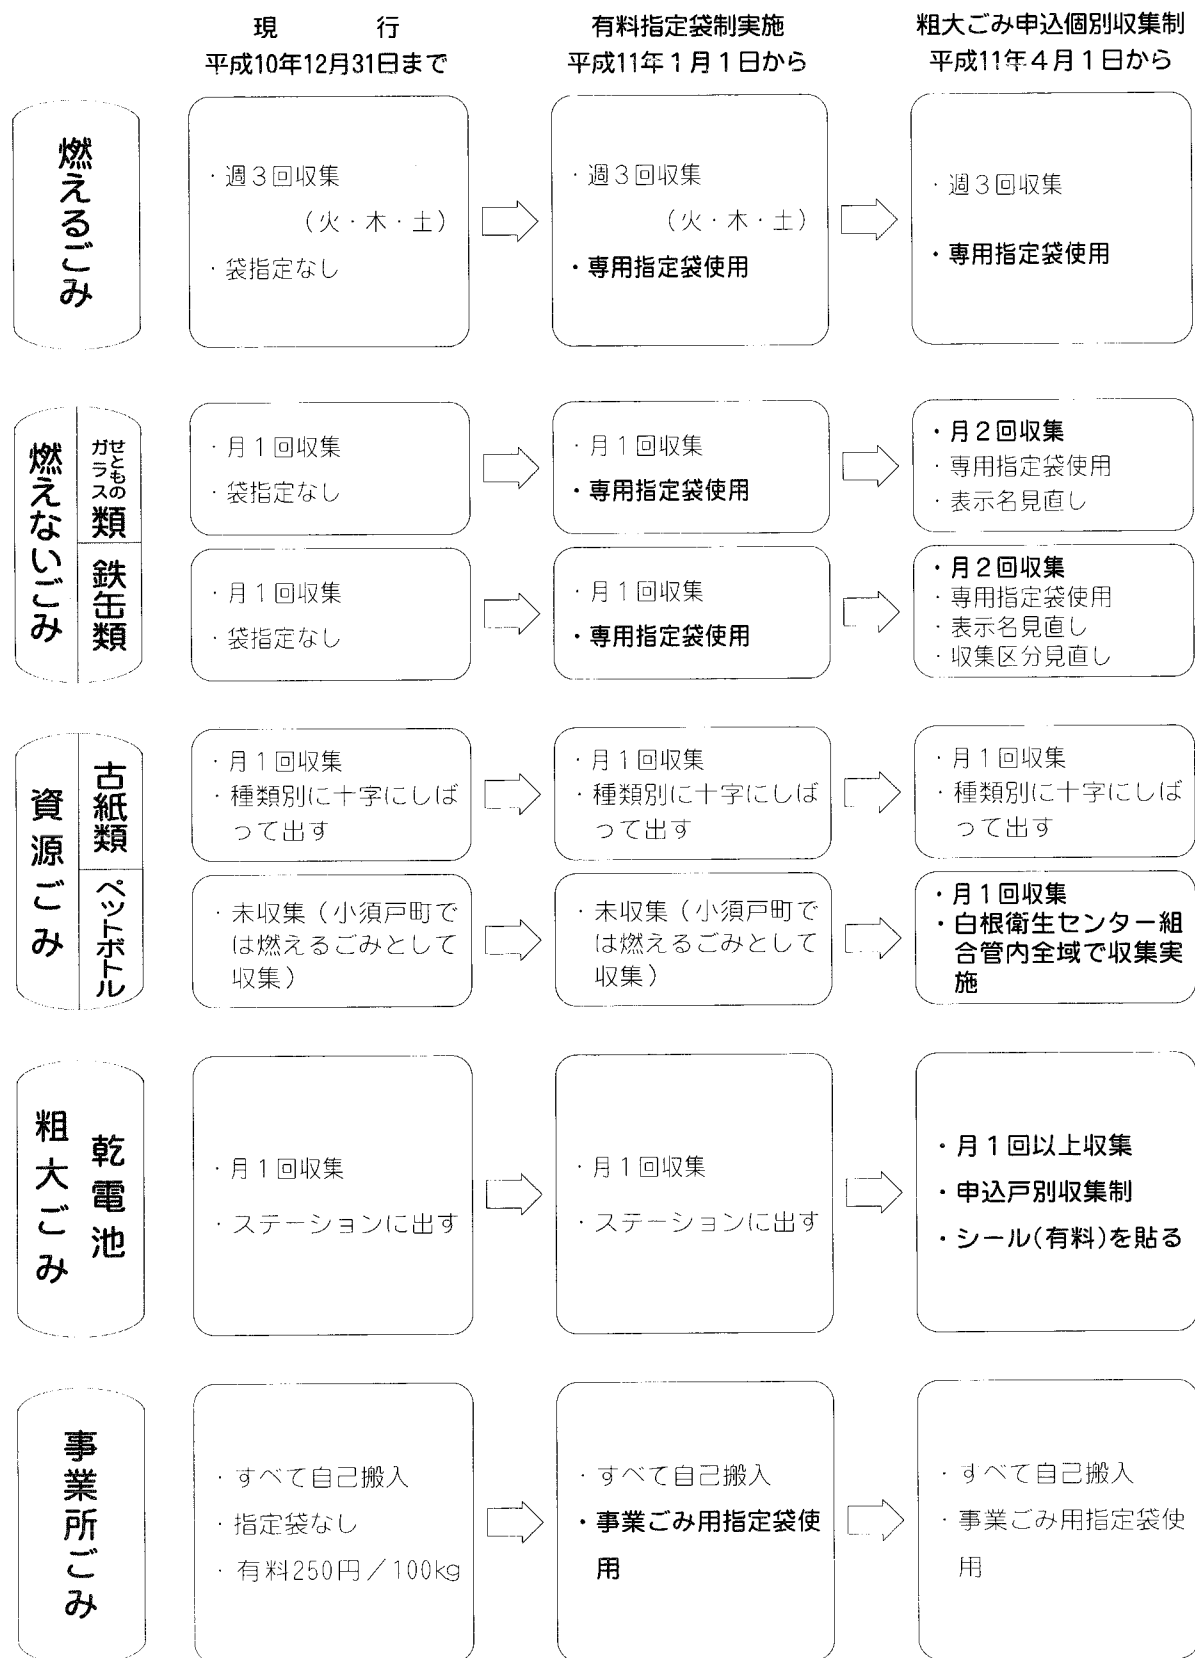 現　　　行
平成10年12月31日まで
有料指定袋制実施
平成11年１月１日から
粗大ごみ申込個別収集制
平成11年４月１日から
燃えるごみ
・週３回収集
（火・木・土）
・袋指定なし
・週３回収集
（火・木・土）
・専用指定袋使用
・週３回収集
・専用指定袋使用
燃えないごみ
せともの
ガラス
類
・月１回収集
・袋指定なし
・月１回収集
・専用指定袋使用
・月２回収集
・専用指定袋使用
・表示名見直し
鉄缶類
・月１回収集
・袋指定なし
・月１回収集
・専用指定袋使用
・月２回収集
・専用指定袋使用
・表示名見直し
・収集区分見直し
資源ごみ
古紙類
・月１回収集
・種類別に十字にしば
って出す
・月１回収集
・種類別に十字にしば
って出す
・月１回収集
・種類別に十字にしば
って出す
ペットボトル
・未収集（小須戸町で
は燃えるごみとして
収集）
・未収集（小須戸町で
は燃えるごみとして
収集）
・月１回収集
・白根衛生センター組
合管内全域で収集実
施
乾電池
粗大ごみ
・月１回収集
・ステーションに出す
・月１回収集
・ステーションに出す
・月１回以上収集
・申込戸別収集制
・シール(有料)を貼る
事業所ごみ
・すべて自己搬入
・指定袋なし
・有料250円／100kg
・すべて自己搬入
・事業ごみ用指定袋使
用
・すべて自己搬入
・事業ごみ用指定袋使
用